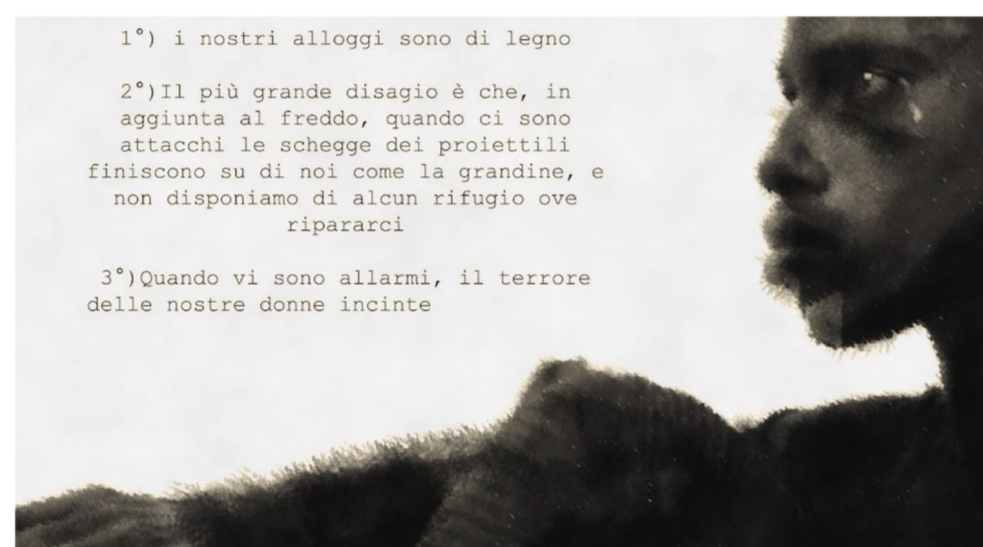 1°) i nostri alloggi sono di legno
2°)Il più grande disagio è che, in
aggiunta al freddo, quando ci sono
attacchi le schegge dei proiettili
finiscono su di noi come la grandine, e
non disponiamo di alcun rifugio ove
ripararci
3°)Quando vi sono allarmi, il terrore
delle nostre donne incinte